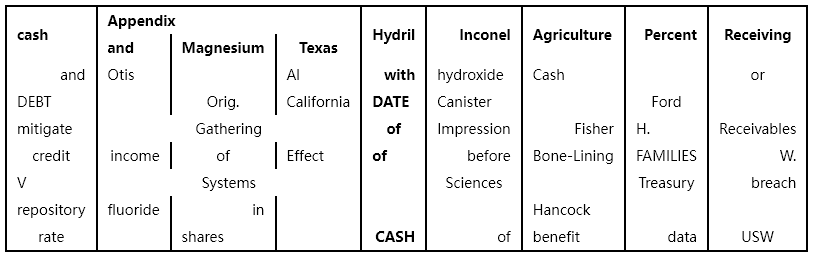 Appendix
cash Hydril Inconel Agriculture Percent Receiving
and Magnesium Texas
and Otis Al with hydroxide Cash or
DEBT Orig. California DATE Canister Ford
mitigate Gathering of Impression Fisher H. Receivables
credit income of Effect of before Bone-Lining FAMILIES W.
V Systems Sciences Treasury breach
repository fluoride in Hancock
rate shares CASH of benefit data USW